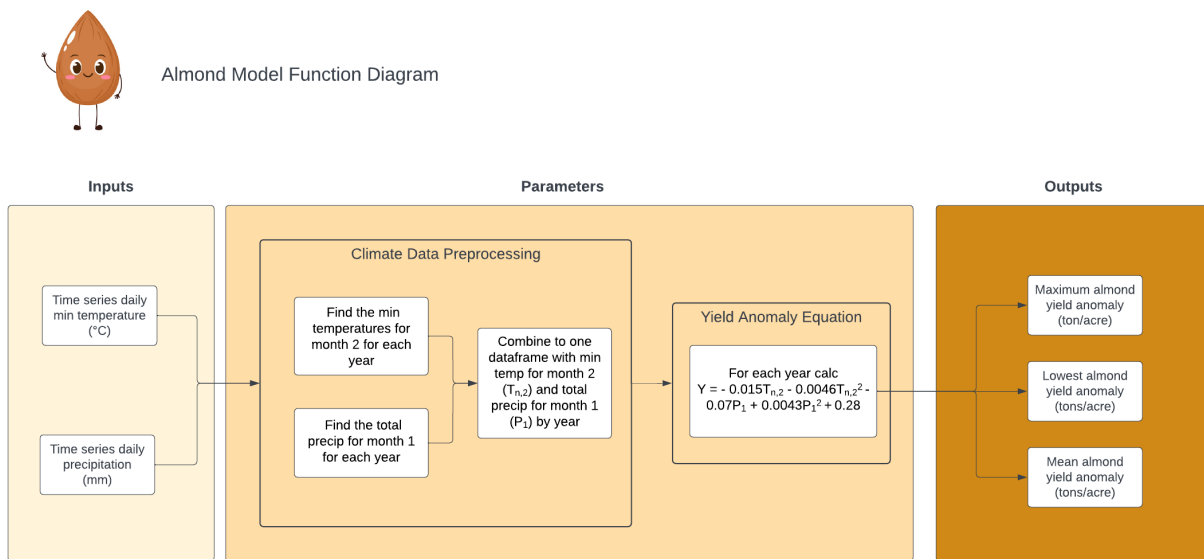 Almond Model Function Diagram
Inputs
Parameters
Outputs
Time series daily
min temperature
(°C)
Time series daily
precipitation
(mm)
Climate Data Preprocessing
Find the min
temperatures for
month 2 for each
year
Find the total
precip for month 1
for each year
Combine to one
dataframe with min
temp for month 2
(Tₙ,₂) and total
precip for month 1
(P₁) by year
Yield Anomaly Equation
For each year calc
Y = - 0.015Tₙ,₂ - 0.0046Tₙ,₂² -
0.07P₁ + 0.0043P₁² + 0.28
Maximum almond
yield anomaly
(ton/acre)
Lowest almond
yield anomaly
(tons/acre)
Mean almond
yield anomaly
(tons/acre)